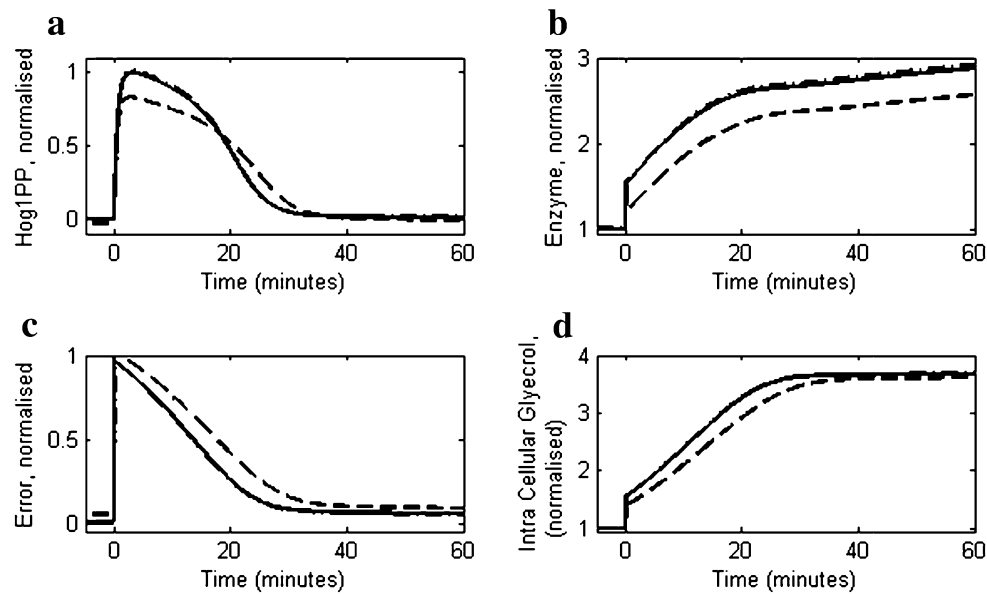 a
Hog1PP, normalised
1
0.5
0
0 20 40 60
Time (minutes)
b
Enzyme, normalised
3
2
1
0 20 40 60
Time (minutes)
c
Error, normalised
1
0.5
0
0 20 40 60
Time (minutes)
d
Intra Cellular Glyecrol,
(normalised)
4
3
2
1
0 20 40 60
Time (minutes)